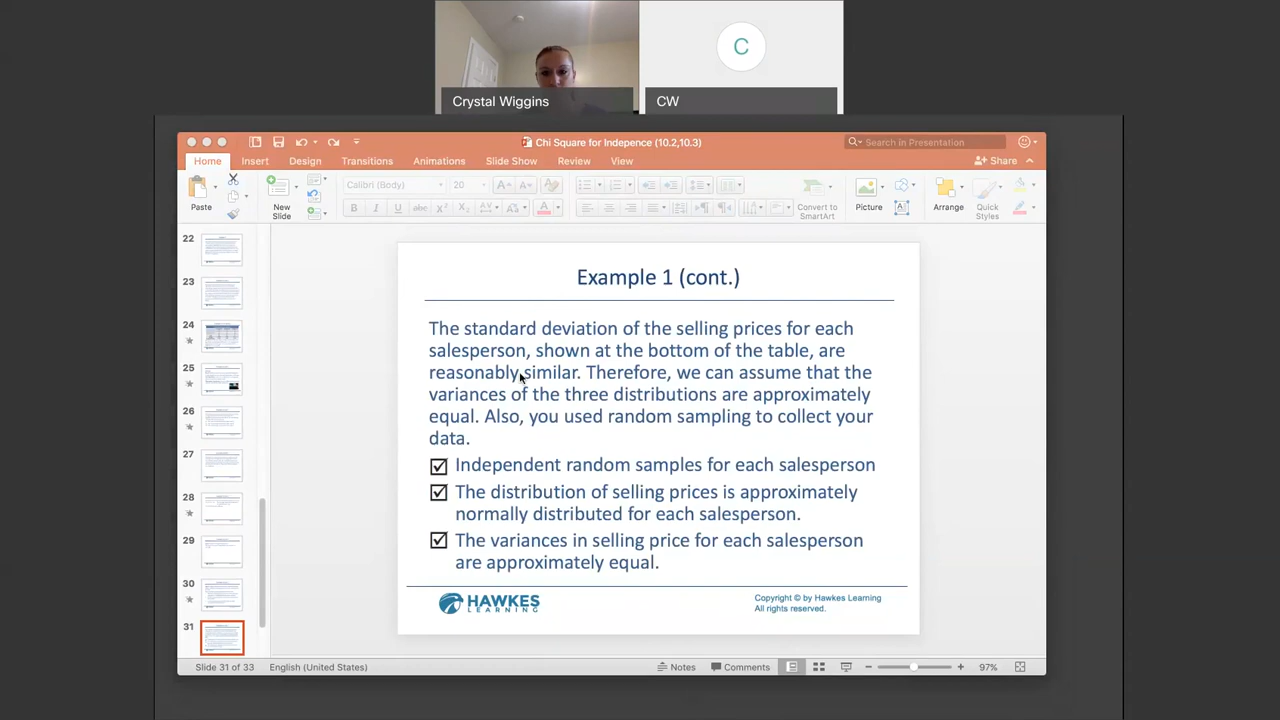 C
Crystal Wiggins
CW
Chi Square for Indepence (10.2,10.3)
Search in Presentation
Home
Insert
Design
Transitions
Animations
Slide Show
Review
View
Share
Calibri (Body)
20
Paste
New
Slide
Convert to
SmartArt
Picture
Arrange
Quick
Styles
22
23
24
25
26
27
28
29
30
31
Example 1 (cont.)
The standard deviation of the selling prices for each
salesperson, shown at the bottom of the table, are
reasonably similar. Therefore, we can assume that the
variances of the three distributions are approximately
equal. Also, you used random sampling to collect your
data.
Independent random samples for each salesperson
The distribution of selling prices is approximately
normally distributed for each salesperson.
The variances in selling price for each salesperson
are approximately equal.
HAWKES
LEARNING
Copyright © by Hawkes Learning
All rights reserved.
Slide 31 of 33
English (United States)
Notes
Comments
97%